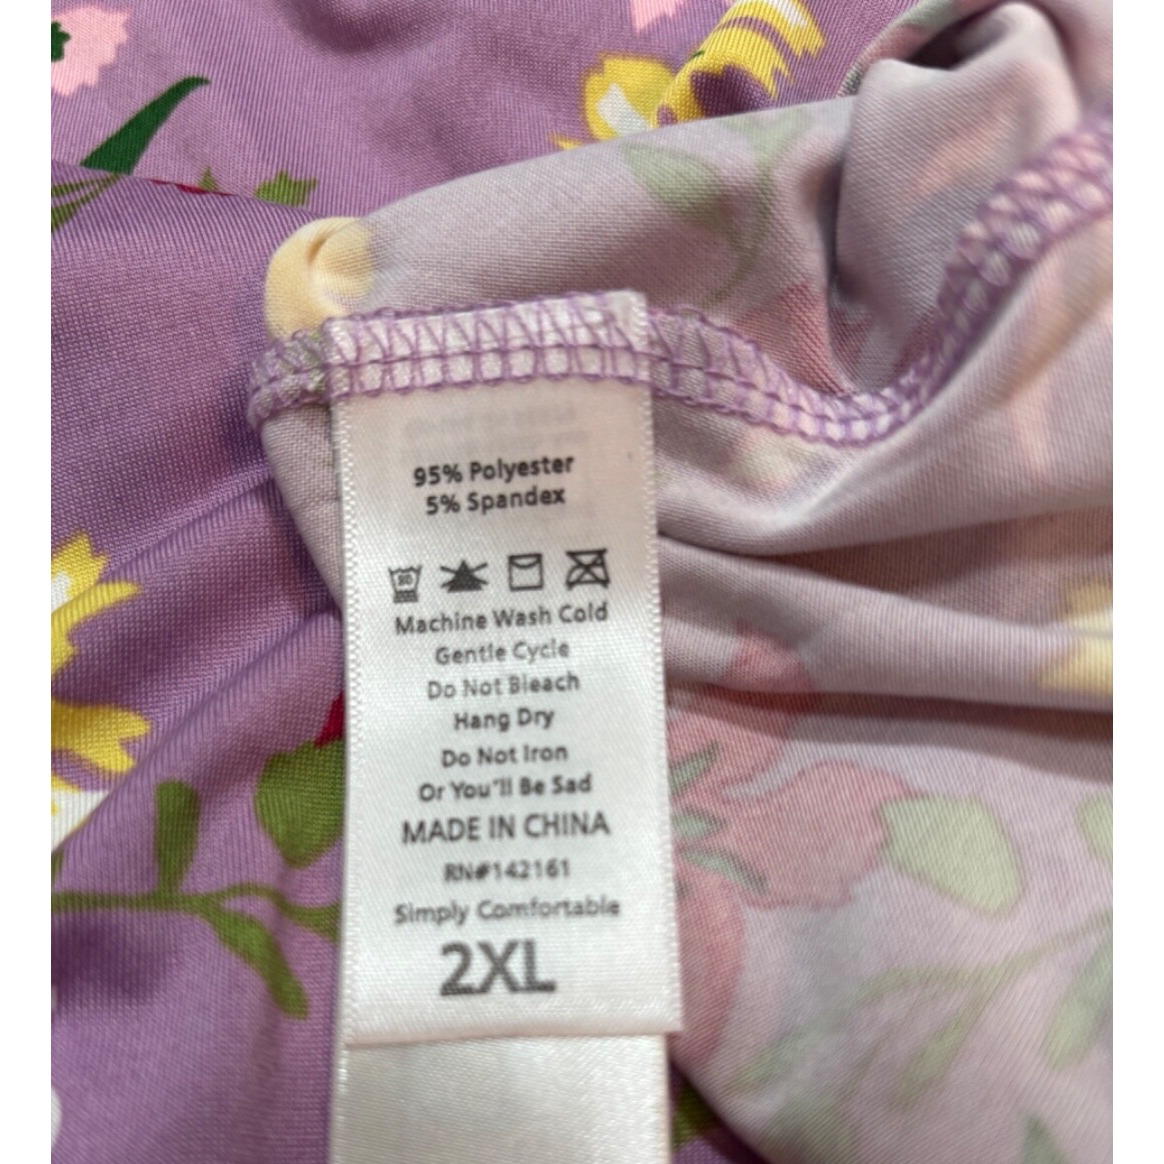 95% Polyester
5% Spandex
30
Machine Wash Cold
Gentle Cycle
Do Not Bleach
Hang Dry
Do Not Iron
Or You'll Be Sad
MADE IN CHINA
RN#142161
Simply Comfortable
2XL